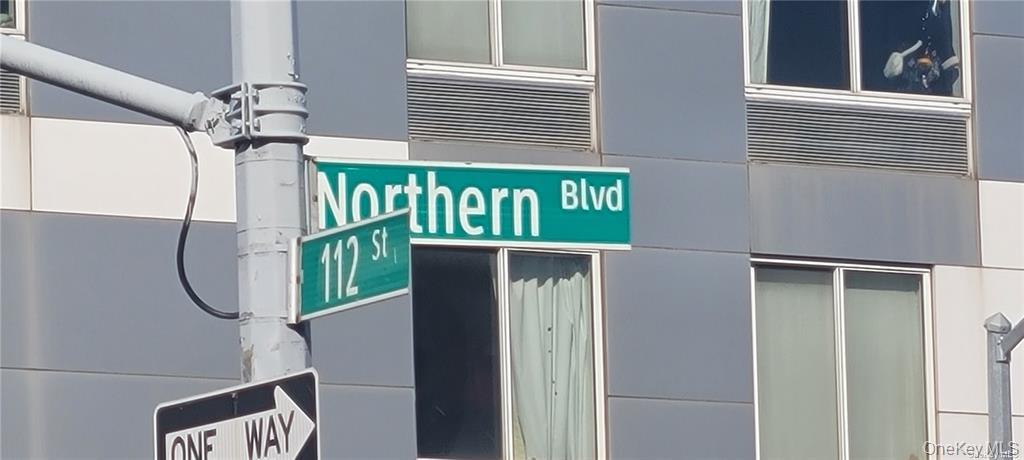 Northern Blvd
112 St
ONE WAY
OneKey MLS